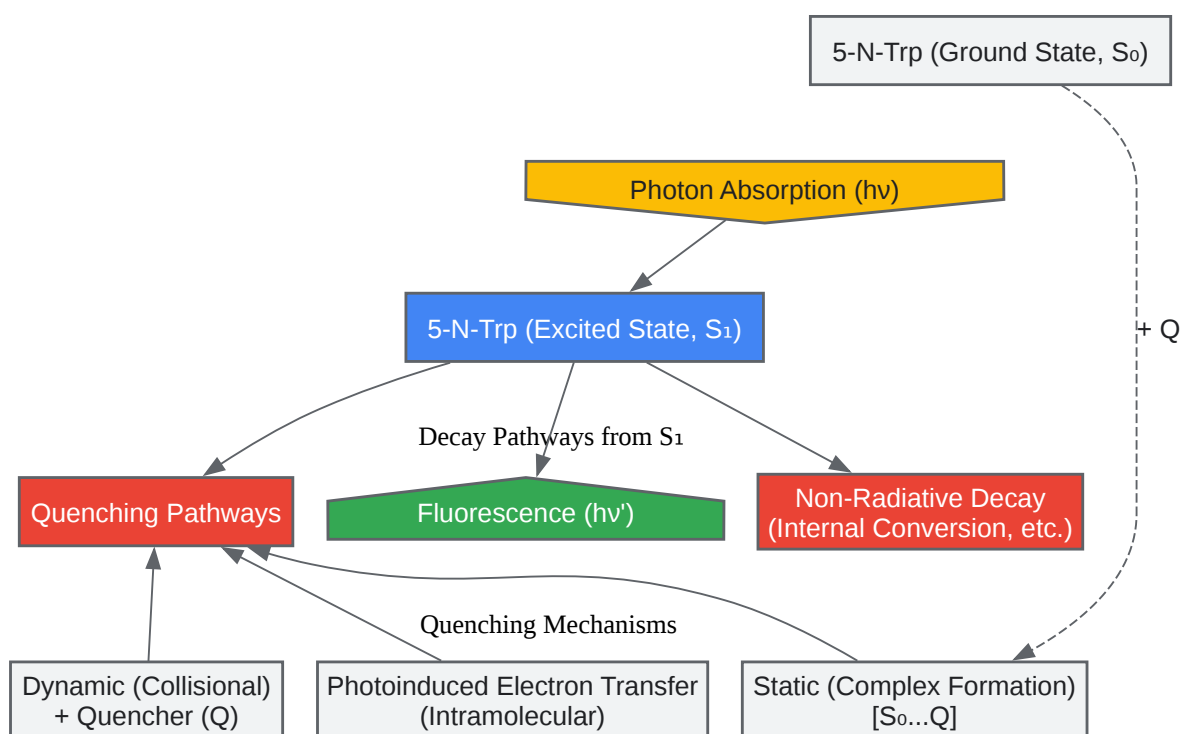 5-N-Trp (Ground State, S₀)
Photon Absorption (hν)
5-N-Trp (Excited State, S₁)
+ Q
Decay Pathways from S₁
Quenching Pathways
Fluorescence (hν')
Non-Radiative Decay
(Internal Conversion, etc.)
Quenching Mechanisms
Dynamic (Collisional)
+ Quencher (Q)
Photoinduced Electron Transfer
(Intramolecular)
Static (Complex Formation)
[S₀...Q]